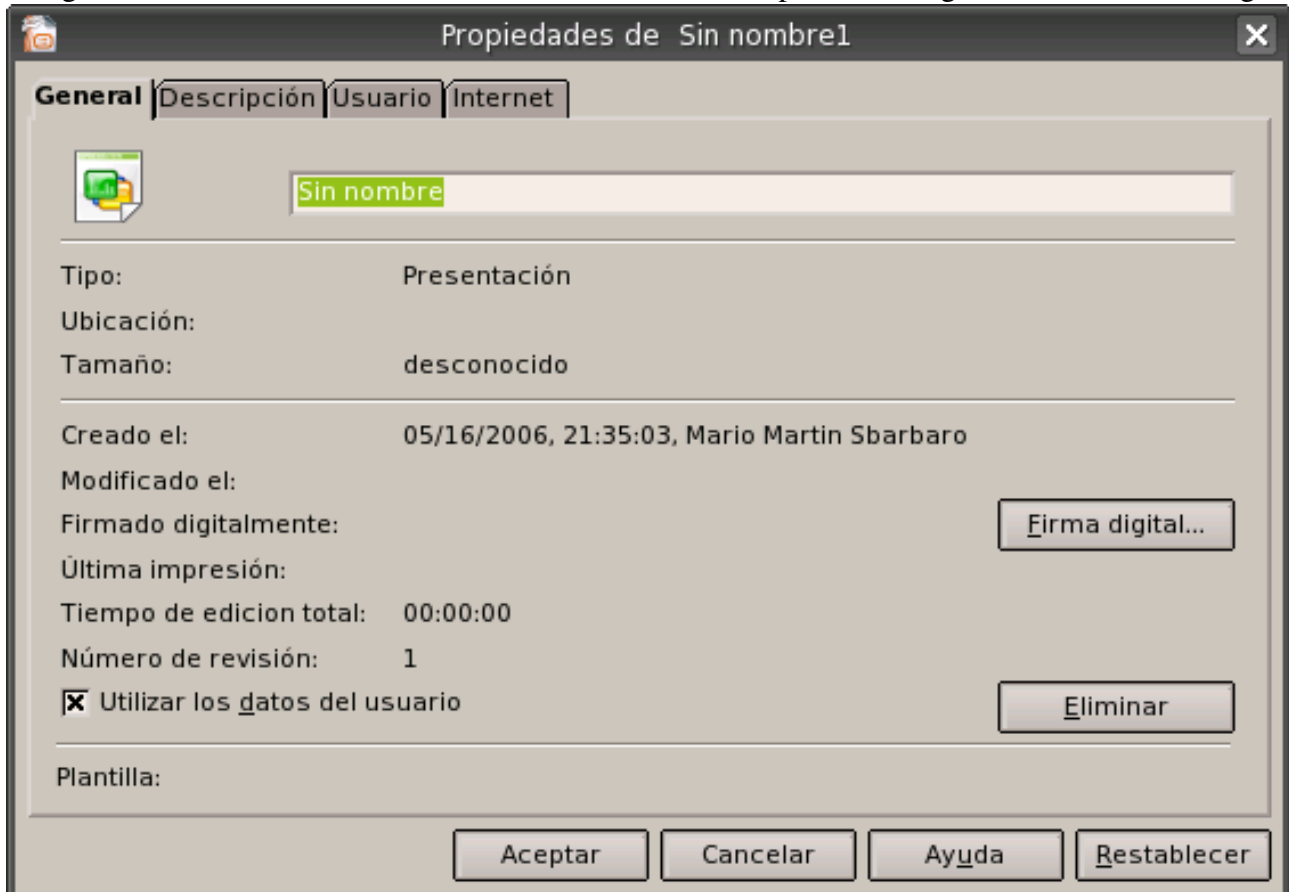 Propiedades de Sin nombre1
General Descripción Usuario Internet
Sin nombre
Tipo: Presentación
Ubicación:
Tamaño: desconocido
Creado el: 05/16/2006, 21:35:03, Mario Martin Sbarbaro
Modificado el:
Firmado digitalmente: Firma digital...
Última impresión:
Tiempo de edicion total: 00:00:00
Número de revisión: 1
Utilizar los datos del usuario Eliminar
Plantilla:
Aceptar Cancelar Ayuda Restablecer